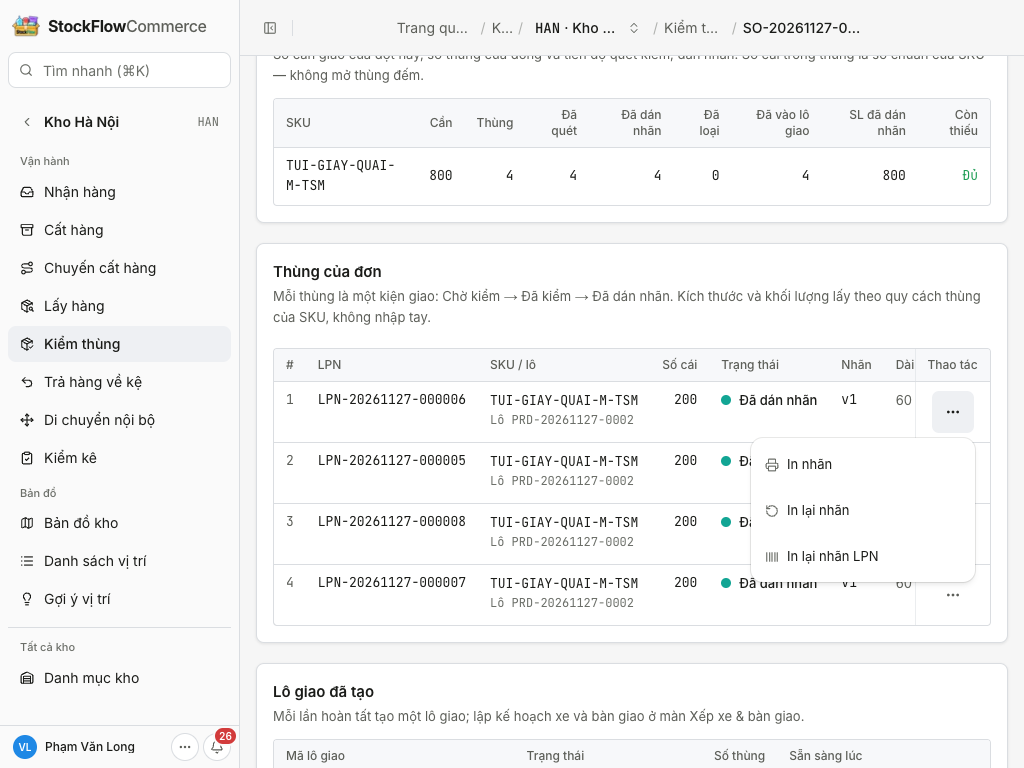 StockFlowCommerce
Tìm nhanh (⌘K)
Kho Hà Nội HAN
Vận hành
Nhận hàng
Cất hàng
Chuyến cất hàng
Lấy hàng
Kiểm thùng
Trả hàng về kệ
Di chuyển nội bộ
Kiểm kê
Bản đồ
Bản đồ kho
Danh sách vị trí
Gợi ý vị trí
Tất cả kho
Danh mục kho
VL Phạm Văn Long 26
Trang qu... / K... / HAN · Kho ... / Kiểm t... / SO-20261127-0...
— không mở thùng đếm.
SKU Cần Thùng Đã quét Đã dán nhãn Đã loại Đã vào lô giao SL đã dán nhãn Còn thiếu
TUI-GIAY-QUAI-M-TSM 800 4 4 4 0 4 800 Đủ
Thùng của đơn
Mỗi thùng là một kiện giao: Chờ kiểm → Đã kiểm → Đã dán nhãn. Kích thước và khối lượng lấy theo quy cách thùng
của SKU, không nhập tay.
# LPN SKU / lô Số cái Trạng thái Nhãn Dài Thao tác
1 LPN-20261127-000006 TUI-GIAY-QUAI-M-TSM 200 Đã dán nhãn v1 60
Lô PRD-20261127-0002
2 LPN-20261127-000005 TUI-GIAY-QUAI-M-TSM 200
Lô PRD-20261127-0002
3 LPN-20261127-000008 TUI-GIAY-QUAI-M-TSM 200
Lô PRD-20261127-0002
4 LPN-20261127-000007 TUI-GIAY-QUAI-M-TSM 200 Đã dán nhãn v1 60
Lô PRD-20261127-0002
In nhãn
In lại nhãn
In lại nhãn LPN
Lô giao đã tạo
Mỗi lần hoàn tất tạo một lô giao; lập kế hoạch xe và bàn giao ở màn Xếp xe & bàn giao.
Mã lô giao Trạng thái Số thùng Sẵn sàng lúc